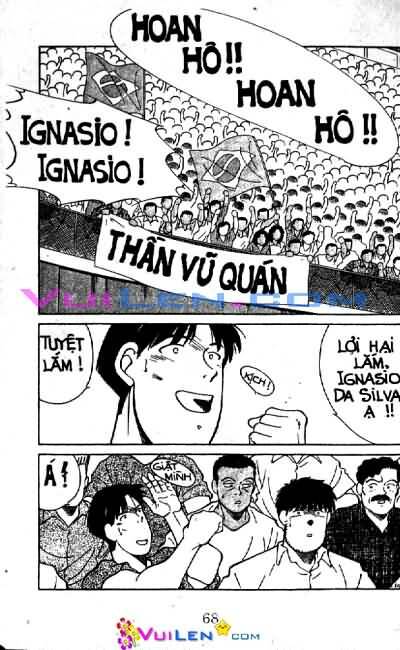 HOAN
HÔ!!
HOAN
HÔ!!
IGNASIO!
IGNASIO!
THẦN VŨ QUÁN
VUILEN.COM
TUYỆT
LẮM!
KÍCH!
LỢI HẠI
LẮM,
IGNASIO
DA SILVA
Ạ!!
Á!
GIẬT
MÌNH
68
VUILEN.COM